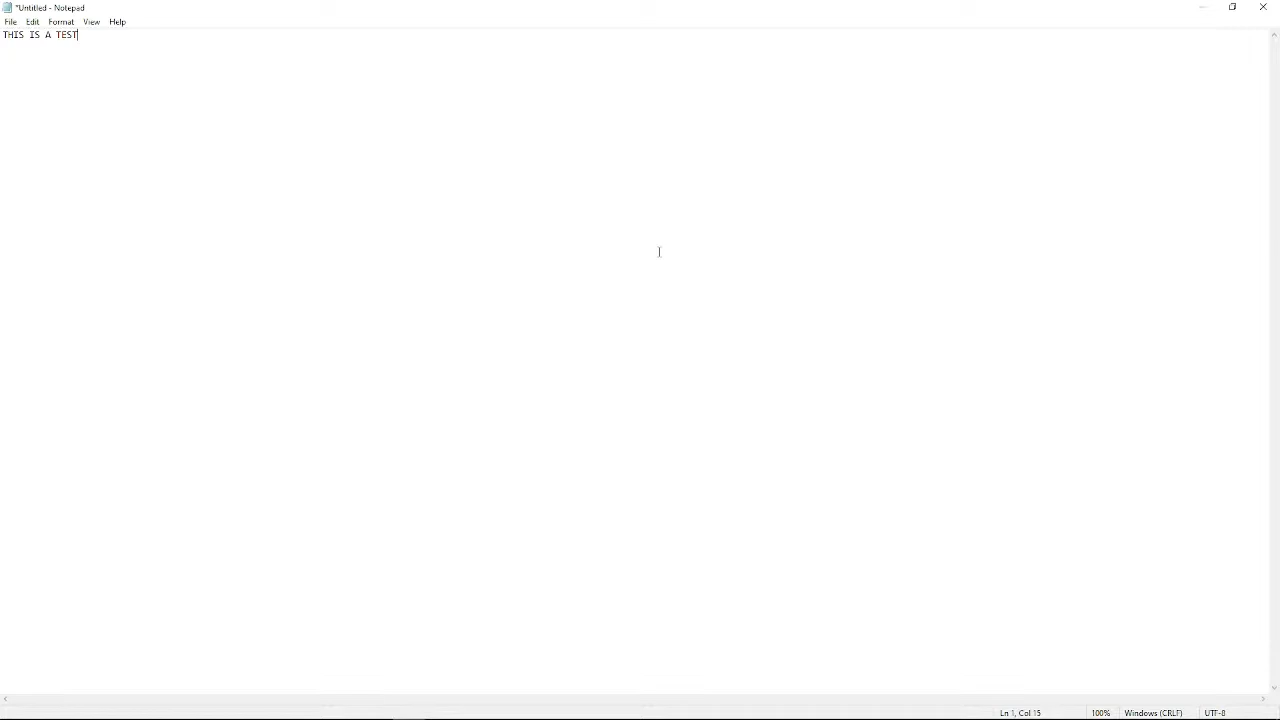 *Untitled - Notepad
File Edit Format View Help
THIS IS A TEST
Ln 1, Col 15 100% Windows (CRLF) UTF-8